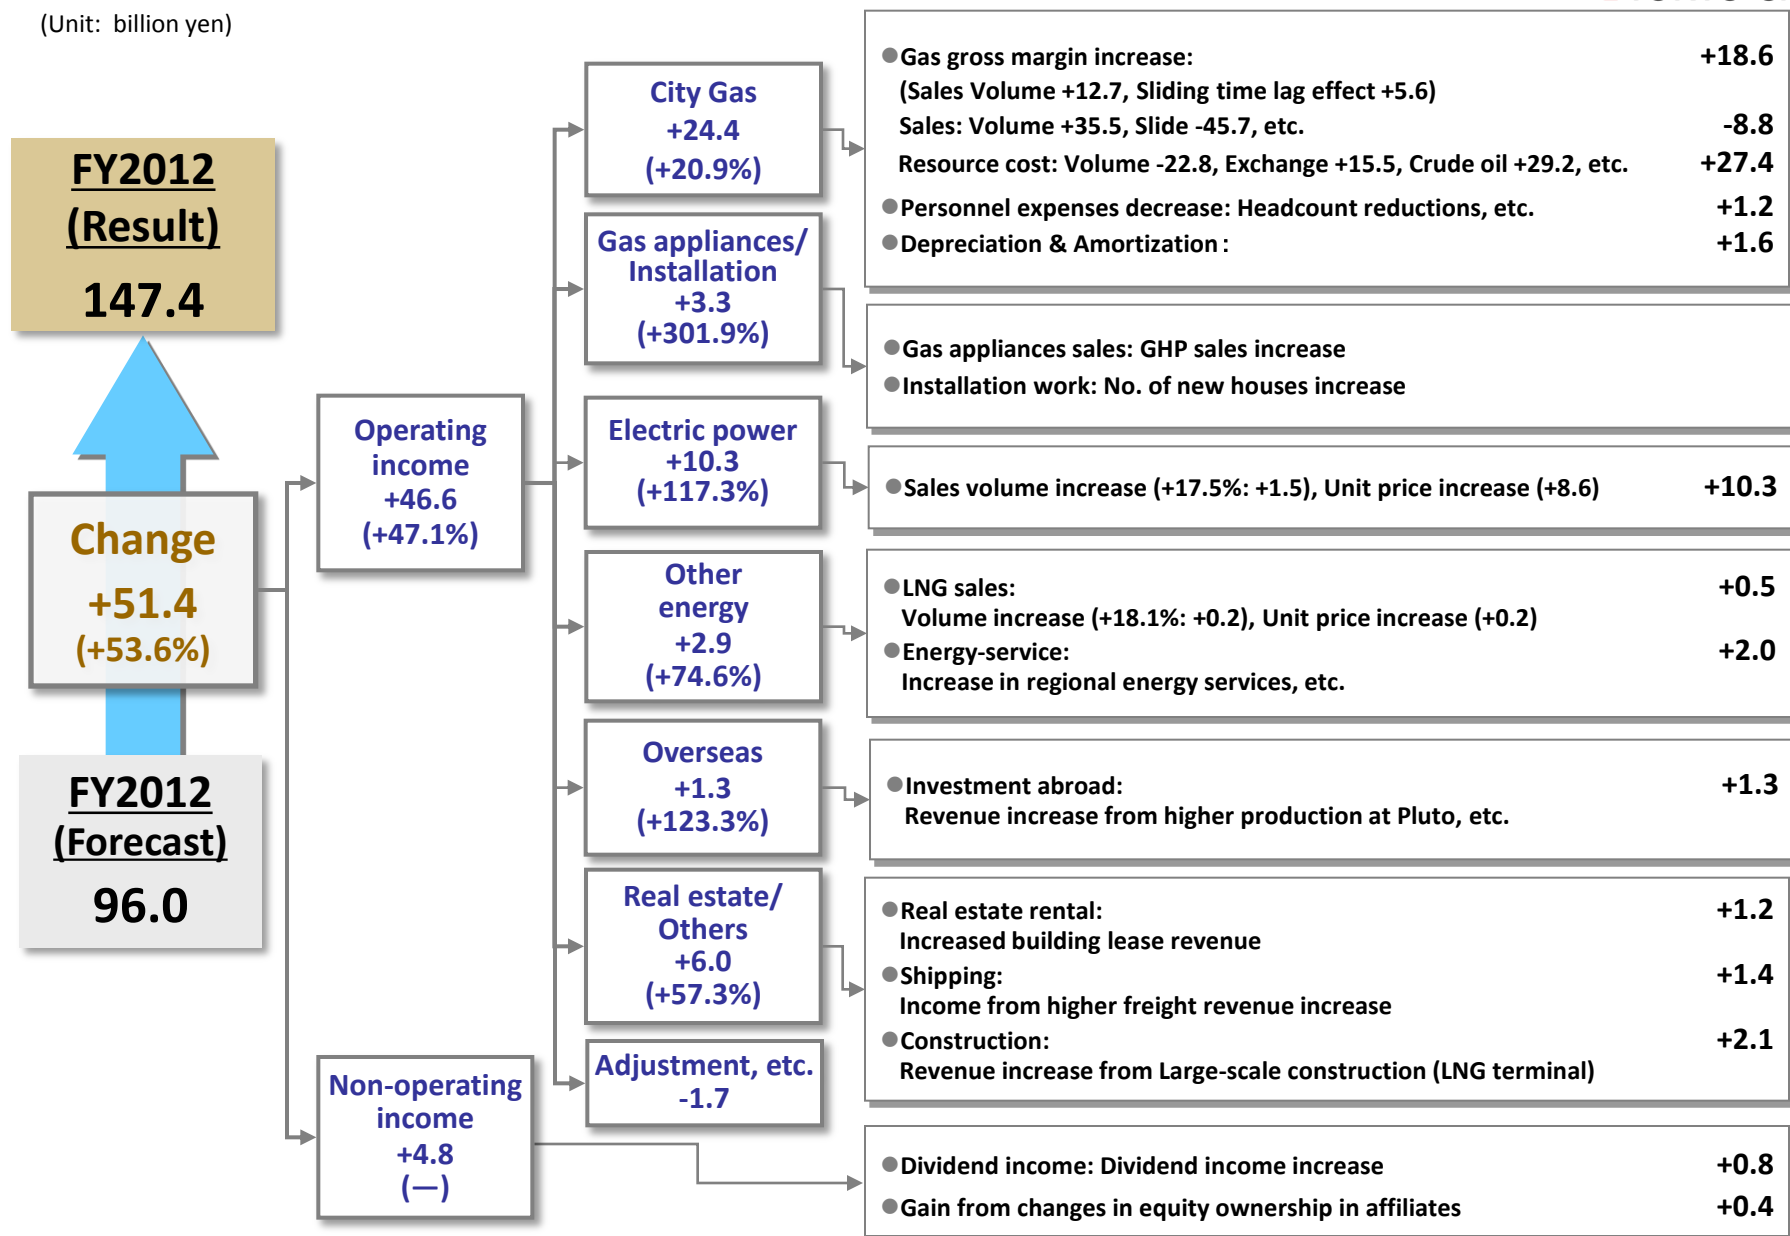 (Unit: billion yen)
FY2012
(Result)
147.4
Change
+51.4
(+53.6%)
FY2012
(Forecast)
96.0
Operating
income
+46.6
(+47.1%)
Non-operating
income
+4.8
(—)
City Gas
+24.4
(+20.9%)
Gas appliances/
Installation
+3.3
(+301.9%)
Electric power
+10.3
(+117.3%)
Other
energy
+2.9
(+74.6%)
Overseas
+1.3
(+123.3%)
Real estate/
Others
+6.0
(+57.3%)
Adjustment, etc.
-1.7
●Gas gross margin increase: +18.6
(Sales Volume +12.7, Sliding time lag effect +5.6)
Sales: Volume +35.5, Slide -45.7, etc. -8.8
Resource cost: Volume -22.8, Exchange +15.5, Crude oil +29.2, etc. +27.4
●Personnel expenses decrease: Headcount reductions, etc. +1.2
●Depreciation & Amortization: +1.6
●Gas appliances sales: GHP sales increase
●Installation work: No. of new houses increase
●Sales volume increase (+17.5%: +1.5), Unit price increase (+8.6) +10.3
●LNG sales: +0.5
Volume increase (+18.1%: +0.2), Unit price increase (+0.2)
●Energy-service: +2.0
Increase in regional energy services, etc.
●Investment abroad: +1.3
Revenue increase from higher production at Pluto, etc.
●Real estate rental: +1.2
Increased building lease revenue
●Shipping: +1.4
Income from higher freight revenue increase
●Construction: +2.1
Revenue increase from Large-scale construction (LNG terminal)
●Dividend income: Dividend income increase +0.8
●Gain from changes in equity ownership in affiliates +0.4